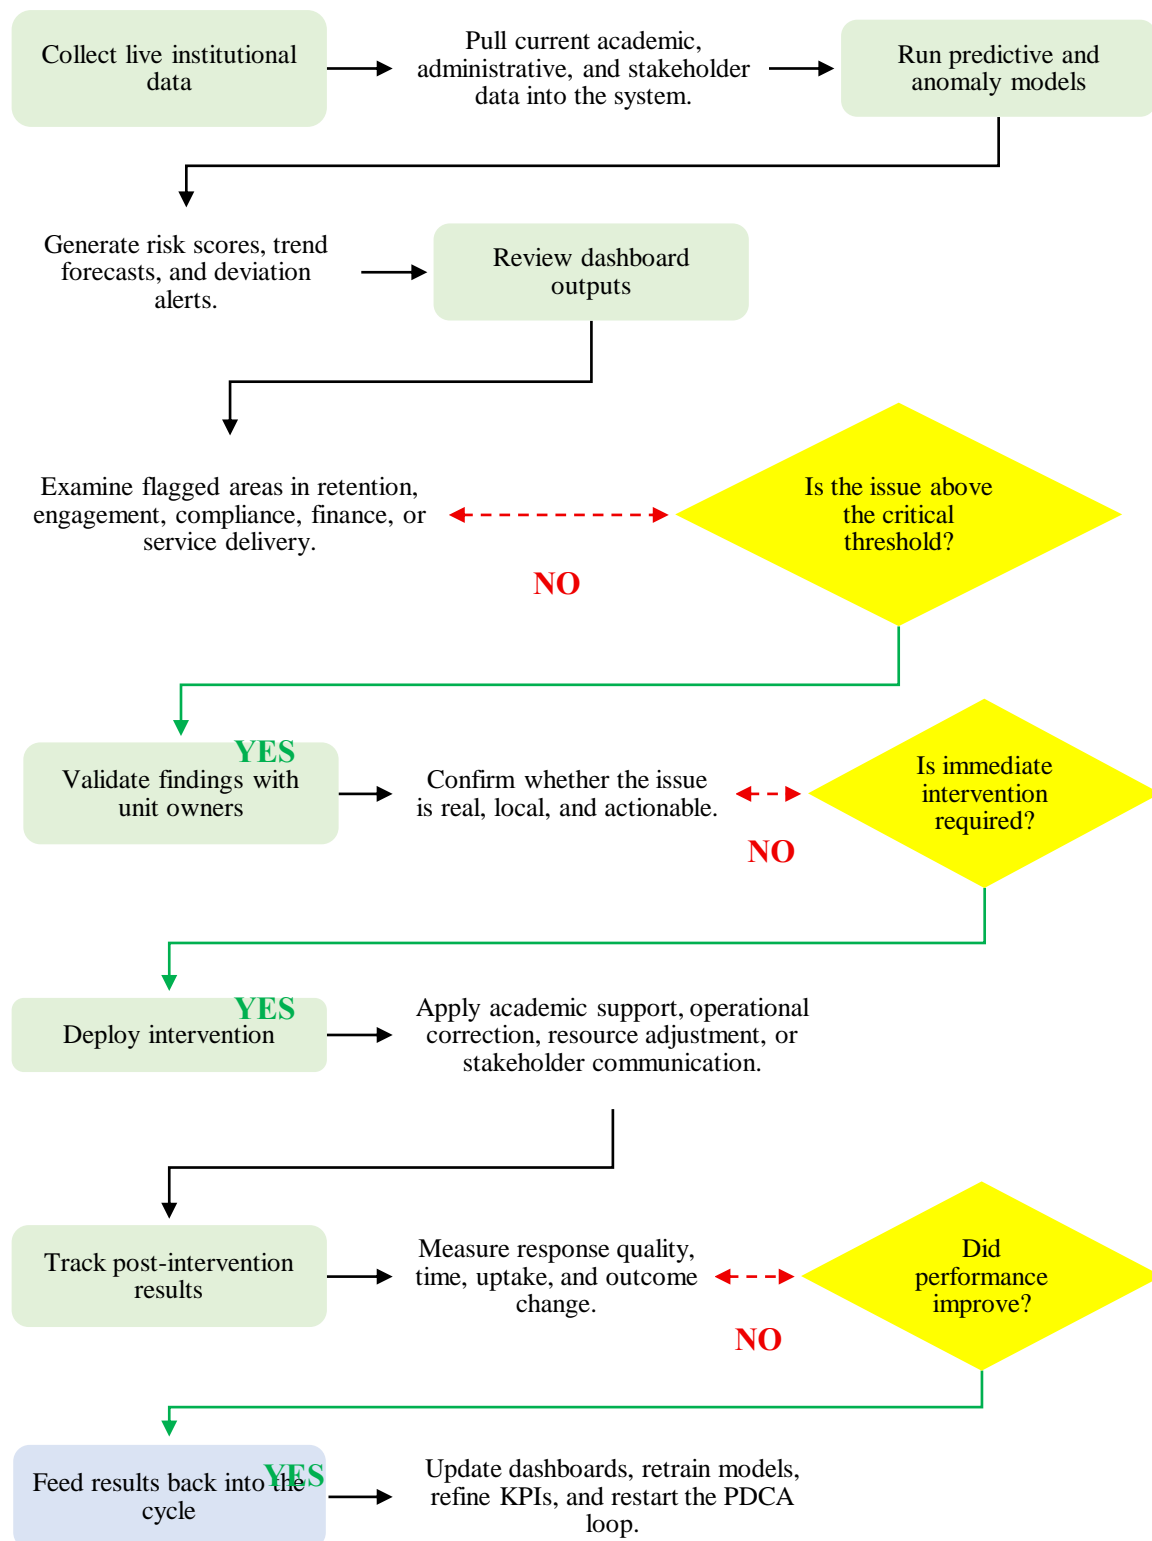 Collect live institutional
data
Pull current academic,
administrative, and stakeholder
data into the system.
Run predictive and
anomaly models
Generate risk scores, trend
forecasts, and deviation
alerts.
Review dashboard
outputs
Examine flagged areas in retention,
engagement, compliance, finance, or
service delivery.
Is the issue above
the critical
threshold?
NO
YES
Validate findings with
unit owners
Confirm whether the issue
is real, local, and actionable.
Is immediate
intervention
required?
NO
YES
Deploy intervention
Apply academic support, operational
correction, resource adjustment, or
stakeholder communication.
Track post-intervention
results
Measure response quality,
time, uptake, and outcome
change.
Did
performance
improve?
NO
YES
Feed results back into the
cycle
Update dashboards, retrain models,
refine KPIs, and restart the PDCA
loop.